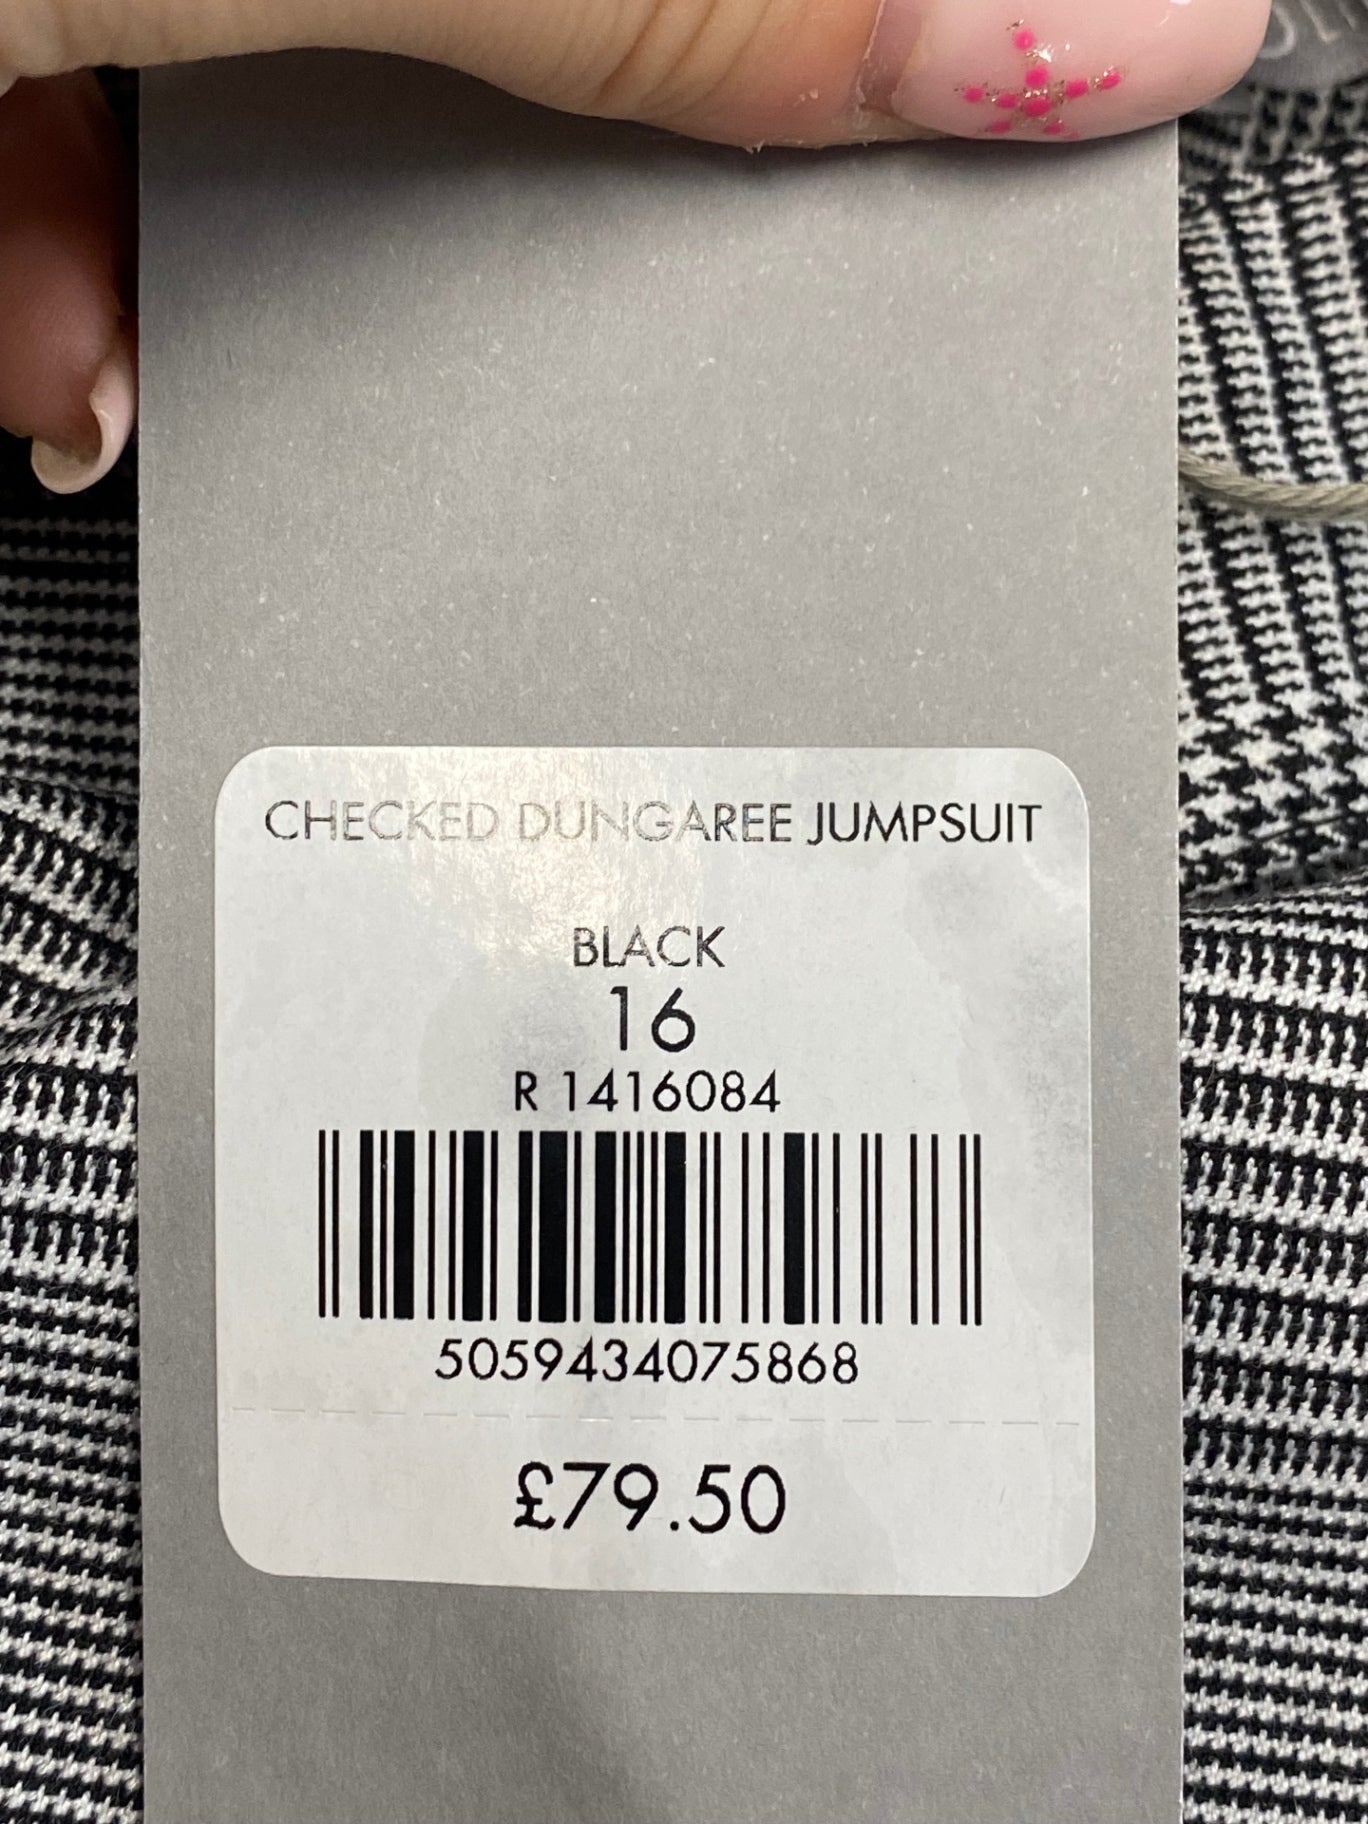 CHECKED DUNGAREE JUMPSUIT
BLACK
16
R 1416084
5059434075868
£79.50